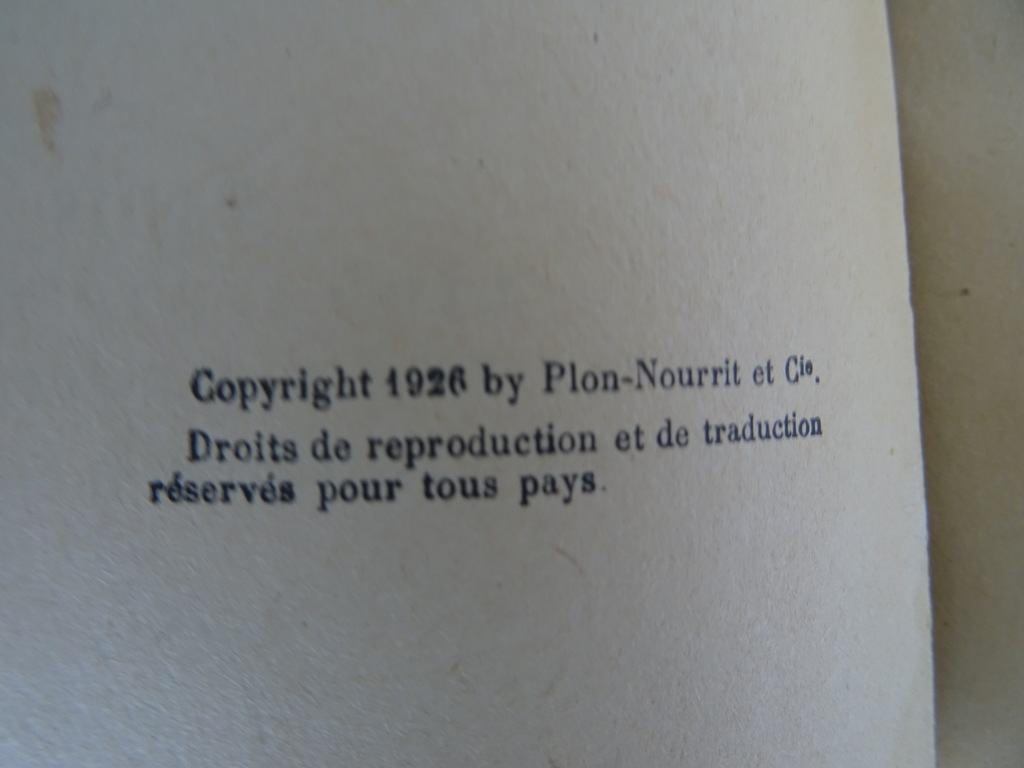 Copyright 1926 by Plon-Nourrit et Cie.
Droits de reproduction et de traduction
réservés pour tous pays.